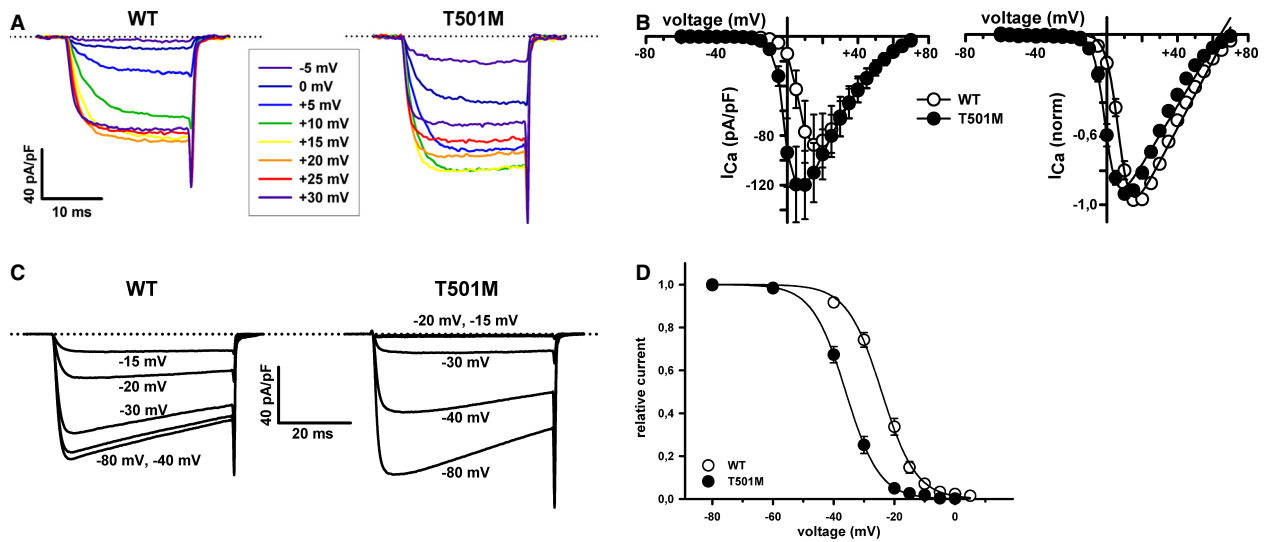 A
WT
T501M
-5 mV
0 mV
+5 mV
+10 mV
+15 mV
+20 mV
+25 mV
+30 mV
40 pA/pF
10 ms
B
voltage (mV)
-80
-40
+40
+80
-80
-120
ICa (pA/pF)
WT
T501M
voltage (mV)
-80
-40
+40
+80
-0,6
-1,0
ICa (norm)
C
WT
T501M
-15 mV
-20 mV
-30 mV
-80 mV, -40 mV
40 pA/pF
20 ms
-20 mV, -15 mV
-30 mV
-40 mV
-80 mV
D
1,0
0,8
0,6
0,4
0,2
0,0
relative current
WT
T501M
-80
-60
-40
-20
0
voltage (mV)